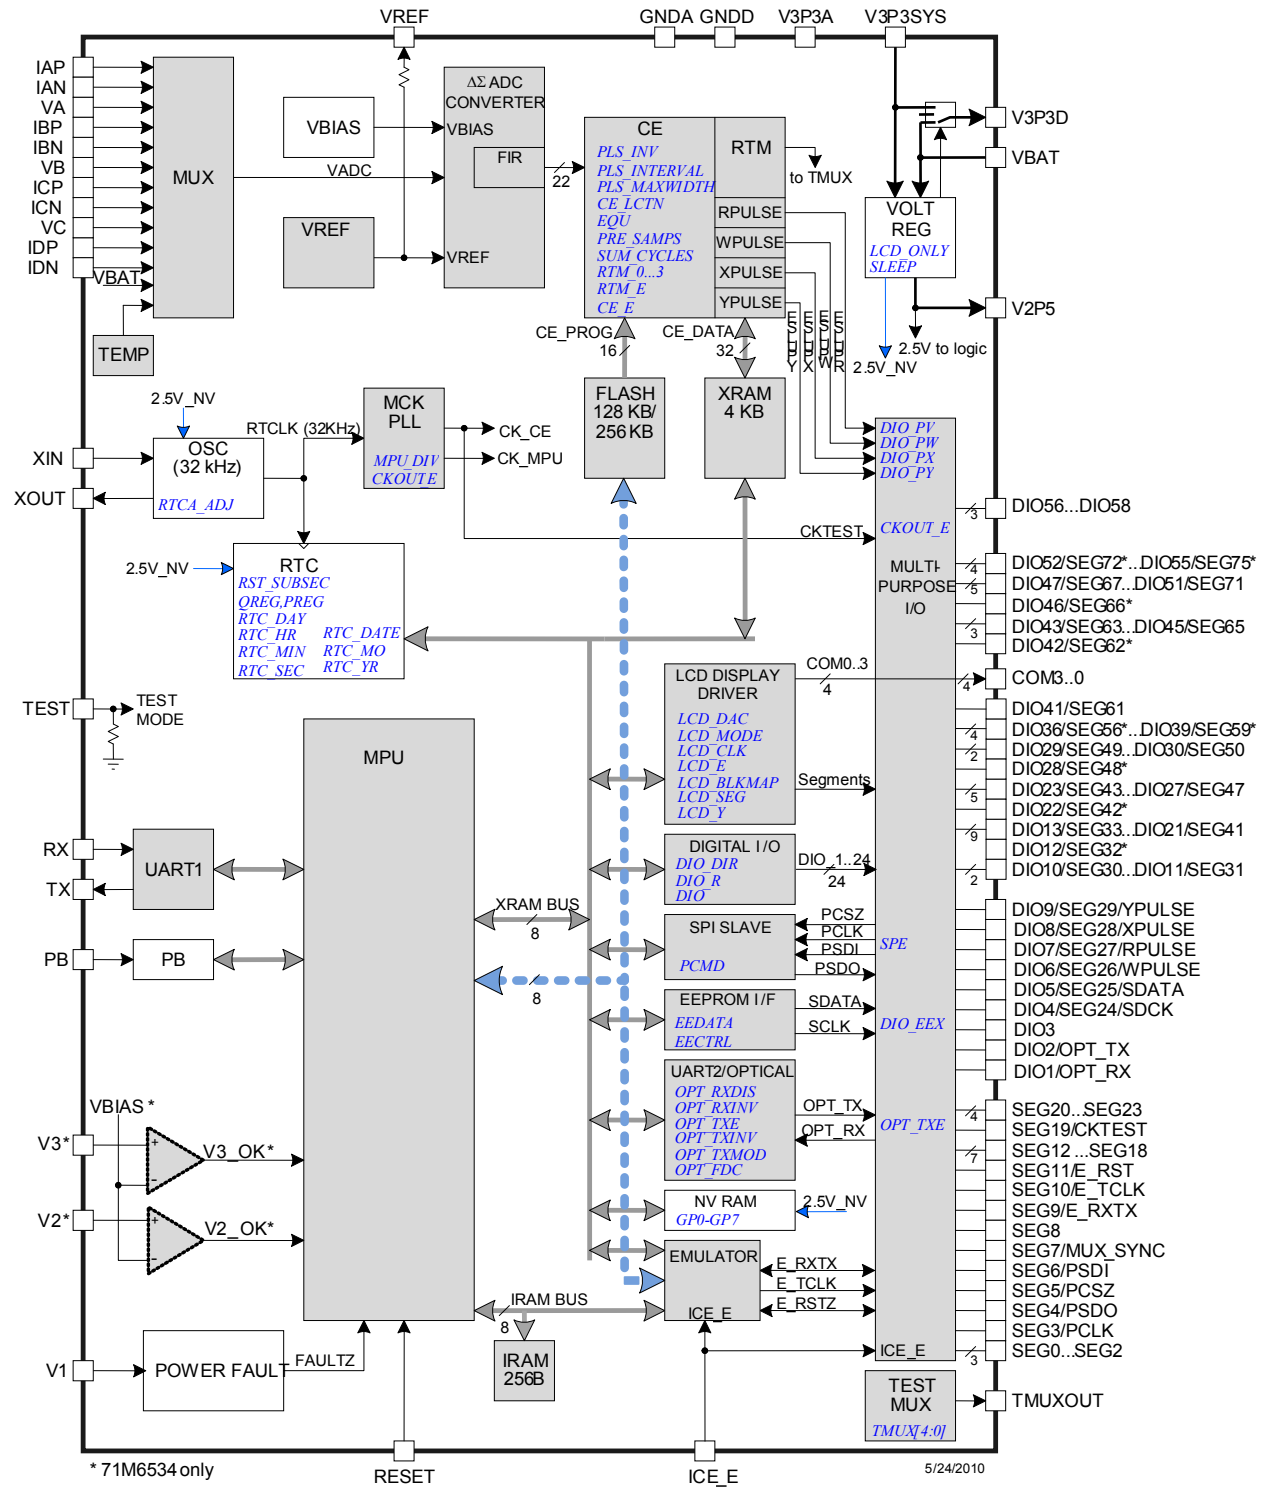 VREF
GNDA GNDD V3P3A V3P3SYS
IAP
IAN
VA
IBP
IBN
VB
ICP
ICN
VC
IDP
IDN
VBAT
MUX
TEMP
VBIAS
VREF
VADC
ΔΣ ADC
CONVERTER
VBIAS
FIR
VREF
22
CE
PLS_INV
PLS_INTERVAL
PLS_MAXWIDTH
CE_LCTN
EQU
PRE_SAMPS
SUM_CYCLES
RTM_0...3
RTM_E
CE_E
RTM
to TMUX
RPULSE
WPULSE
XPULSE
YPULSE
V3P3D
VBAT
VOLT
REG
LCD_ONLY
SLEEP
V2P5
2.5V to logic
2.5V_NV
CE_PROG
16
CE_DATA
32
FLASH
128 KB/
256 KB
XRAM
4 KB
2.5V_NV
XIN
XOUT
OSC
(32 kHz)
RTCA_ADJ
RTCLK (32KHz)
MCK
PLL
MPU_DIV
CKOUT_E
CK_CE
CK_MPU
CKTEST
2.5V_NV
RTC
RST_SUBSEC
QREG,PREG
RTC_DAY
RTC_HR
RTC_MIN
RTC_SEC
RTC_DATE
RTC_MO
RTC_YR
DIO_PV
DIO_PW
DIO_PX
DIO_PY
CKOUT_E
MULTI-
PURPOSE
I/O
SPE
DIO_EEX
OPT_TXE
ICE_E
TEST
TEST
MODE
MPU
RX
TX
UART1
PB
PB
XRAM BUS
8
8
LCD DISPLAY
DRIVER
LCD_DAC
LCD_MODE
LCD_CLK
LCD_E
LCD_BLKMAP
LCD_SEG
LCD_Y
COM0..3
4
Segments
DIGITAL I/O
DIO_DIR
DIO_R
DIO
DIO_1..24
24
SPI SLAVE
PCMD
PCSZ
PCLK
PSDI
PSDO
EEPROM I/F
EEDATA
EECTRL
SDATA
SCLK
UART2/OPTICAL
OPT_RXDIS
OPT_RXINV
OPT_TXE
OPT_TXINV
OPT_TXMOD
OPT_FDC
OPT_TX
OPT_RX
NV RAM
GP0-GP7
2.5V_NV
EMULATOR
ICE_E
E_RXTX
E_TCLK
E_RSTZ
IRAM BUS
8
IRAM
256B
VBIAS *
V3*
V3_OK*
V2*
V2_OK*
V1
POWER FAULT
FAULTZ
TEST
MUX
TMUX[4:0]
TMUXOUT
DIO56...DIO58
3
DIO52/SEG72*...DIO55/SEG75*
4
DIO47/SEG67...DIO51/SEG71
5
DIO46/SEG66*
DIO43/SEG63...DIO45/SEG65
3
DIO42/SEG62*
COM3..0
4
DIO41/SEG61
DIO36/SEG56*...DIO39/SEG59*
4
DIO29/SEG49...DIO30/SEG50
2
DIO28/SEG48*
DIO23/SEG43...DIO27/SEG47
5
DIO22/SEG42*
DIO13/SEG33...DIO21/SEG41
9
DIO12/SEG32*
DIO10/SEG30...DIO11/SEG31
2
DIO9/SEG29/YPULSE
DIO8/SEG28/XPULSE
DIO7/SEG27/RPULSE
DIO6/SEG26/WPULSE
DIO5/SEG25/SDATA
DIO4/SEG24/SDCK
DIO3
DIO2/OPT_TX
DIO1/OPT_RX
SEG20...SEG23
4
SEG19/CKTEST
SEG12 ...SEG18
7
SEG11/E_RST
SEG10/E_TCLK
SEG9/E_RXTX
SEG8
SEG7/MUX_SYNC
SEG6/PSDI
SEG5/PCSZ
SEG4/PSDO
SEG3/PCLK
SEG0...SEG2
3
* 71M6534 only
RESET
ICE_E
5/24/2010